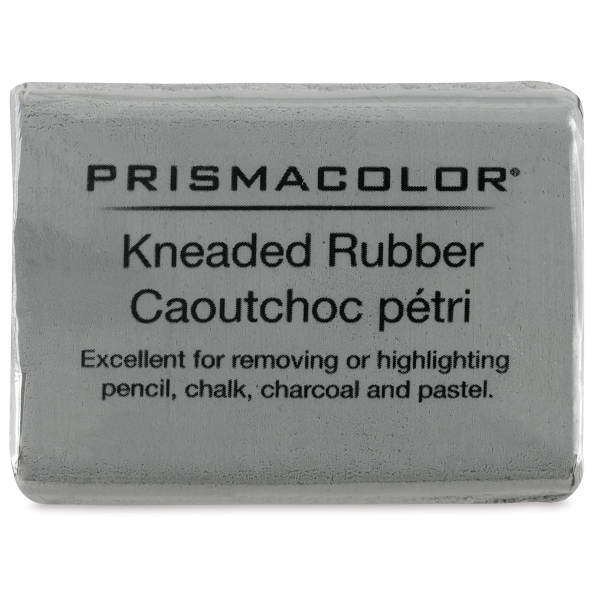 PRISMACOLOR®
Kneaded Rubber
Caoutchoc pétri
Excellent for removing or highlighting
pencil, chalk, charcoal and pastel.